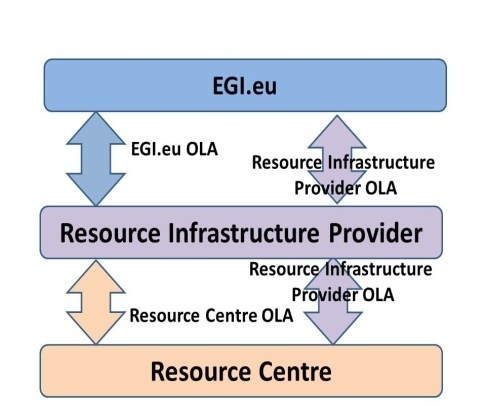 EGI.eu
EGI.eu OLA
Resource Infrastructure
Provider OLA
Resource Infrastructure Provider
Resource Infrastructure
Provider OLA
Resource Centre OLA
Resource Centre